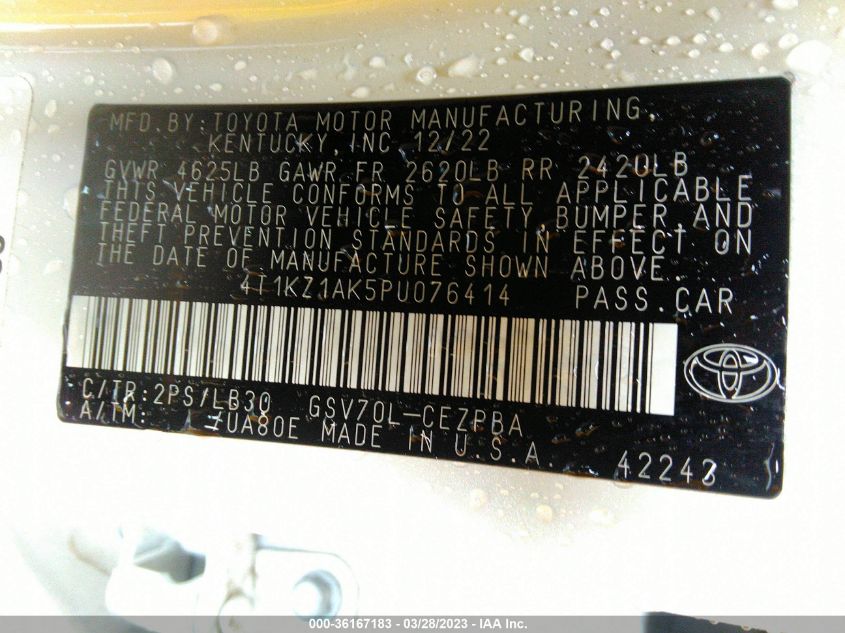 MFD.BY:TOYOTA MOTOR MANUFACTURING,
KENTUCKY,INC 12/22
GVWR 4625LB GAWR FR 2620LB RR 2420LB
THIS VEHICLE CONFORMS TO ALL APPLICABLE
FEDERAL MOTOR VEHICLE SAFETY,BUMPER,AND
THEFT PREVENTION STANDARDS IN EFFECT ON
THE DATE OF MANUFACTURE SHOWN ABOVE.
4T1KZ1AK5PU076414 PASS.CAR
C/TR:2PS/LB30 GSV70L-CEZPBA
A/TM: /UA80E MADE IN U.S.A.
42243
000-36167183 - 03/28/2023 - IAA Inc.